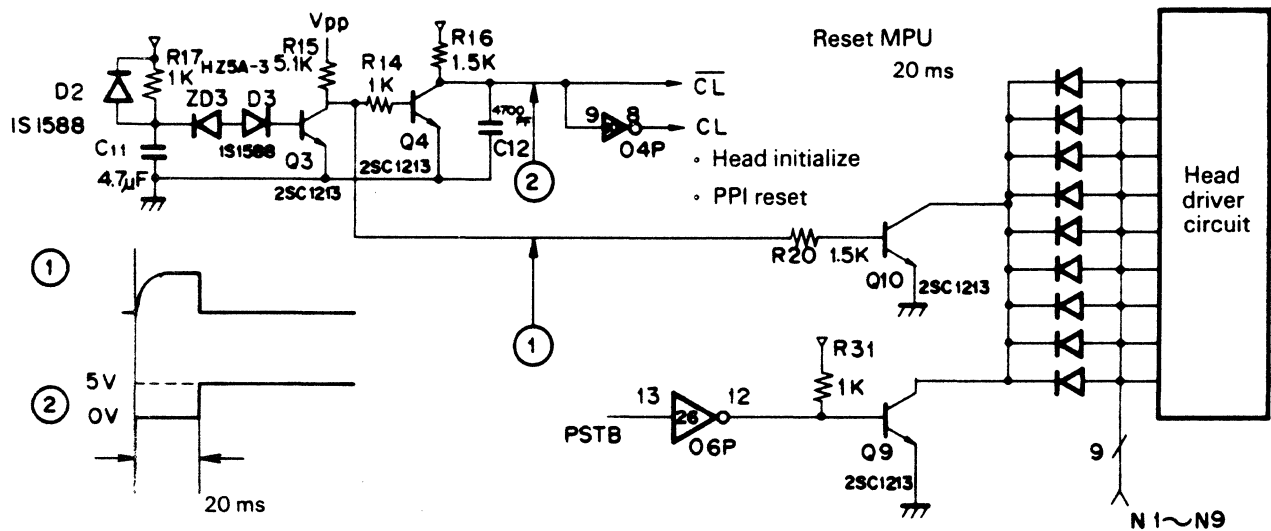 Vpp
R17
1K
HZ5A-3
R15
5.1K
R14
1K
R16
1.5K
Reset MPU
20 ms
D2
1S1588
ZD3
D3
1S1588
Q3
2SC1213
Q4
2SC1213
4700
PF
C12
C11
4.7μF
CL
9
8
CL
04P
2
◦ Head initialize
◦ PPI reset
Head
driver
circuit
R20
1.5K
Q10
2SC1213
1
1
5V
2
0V
20 ms
R31
1K
13
12
PSTB
26
06P
Q9
2SC1213
9
N1~N9